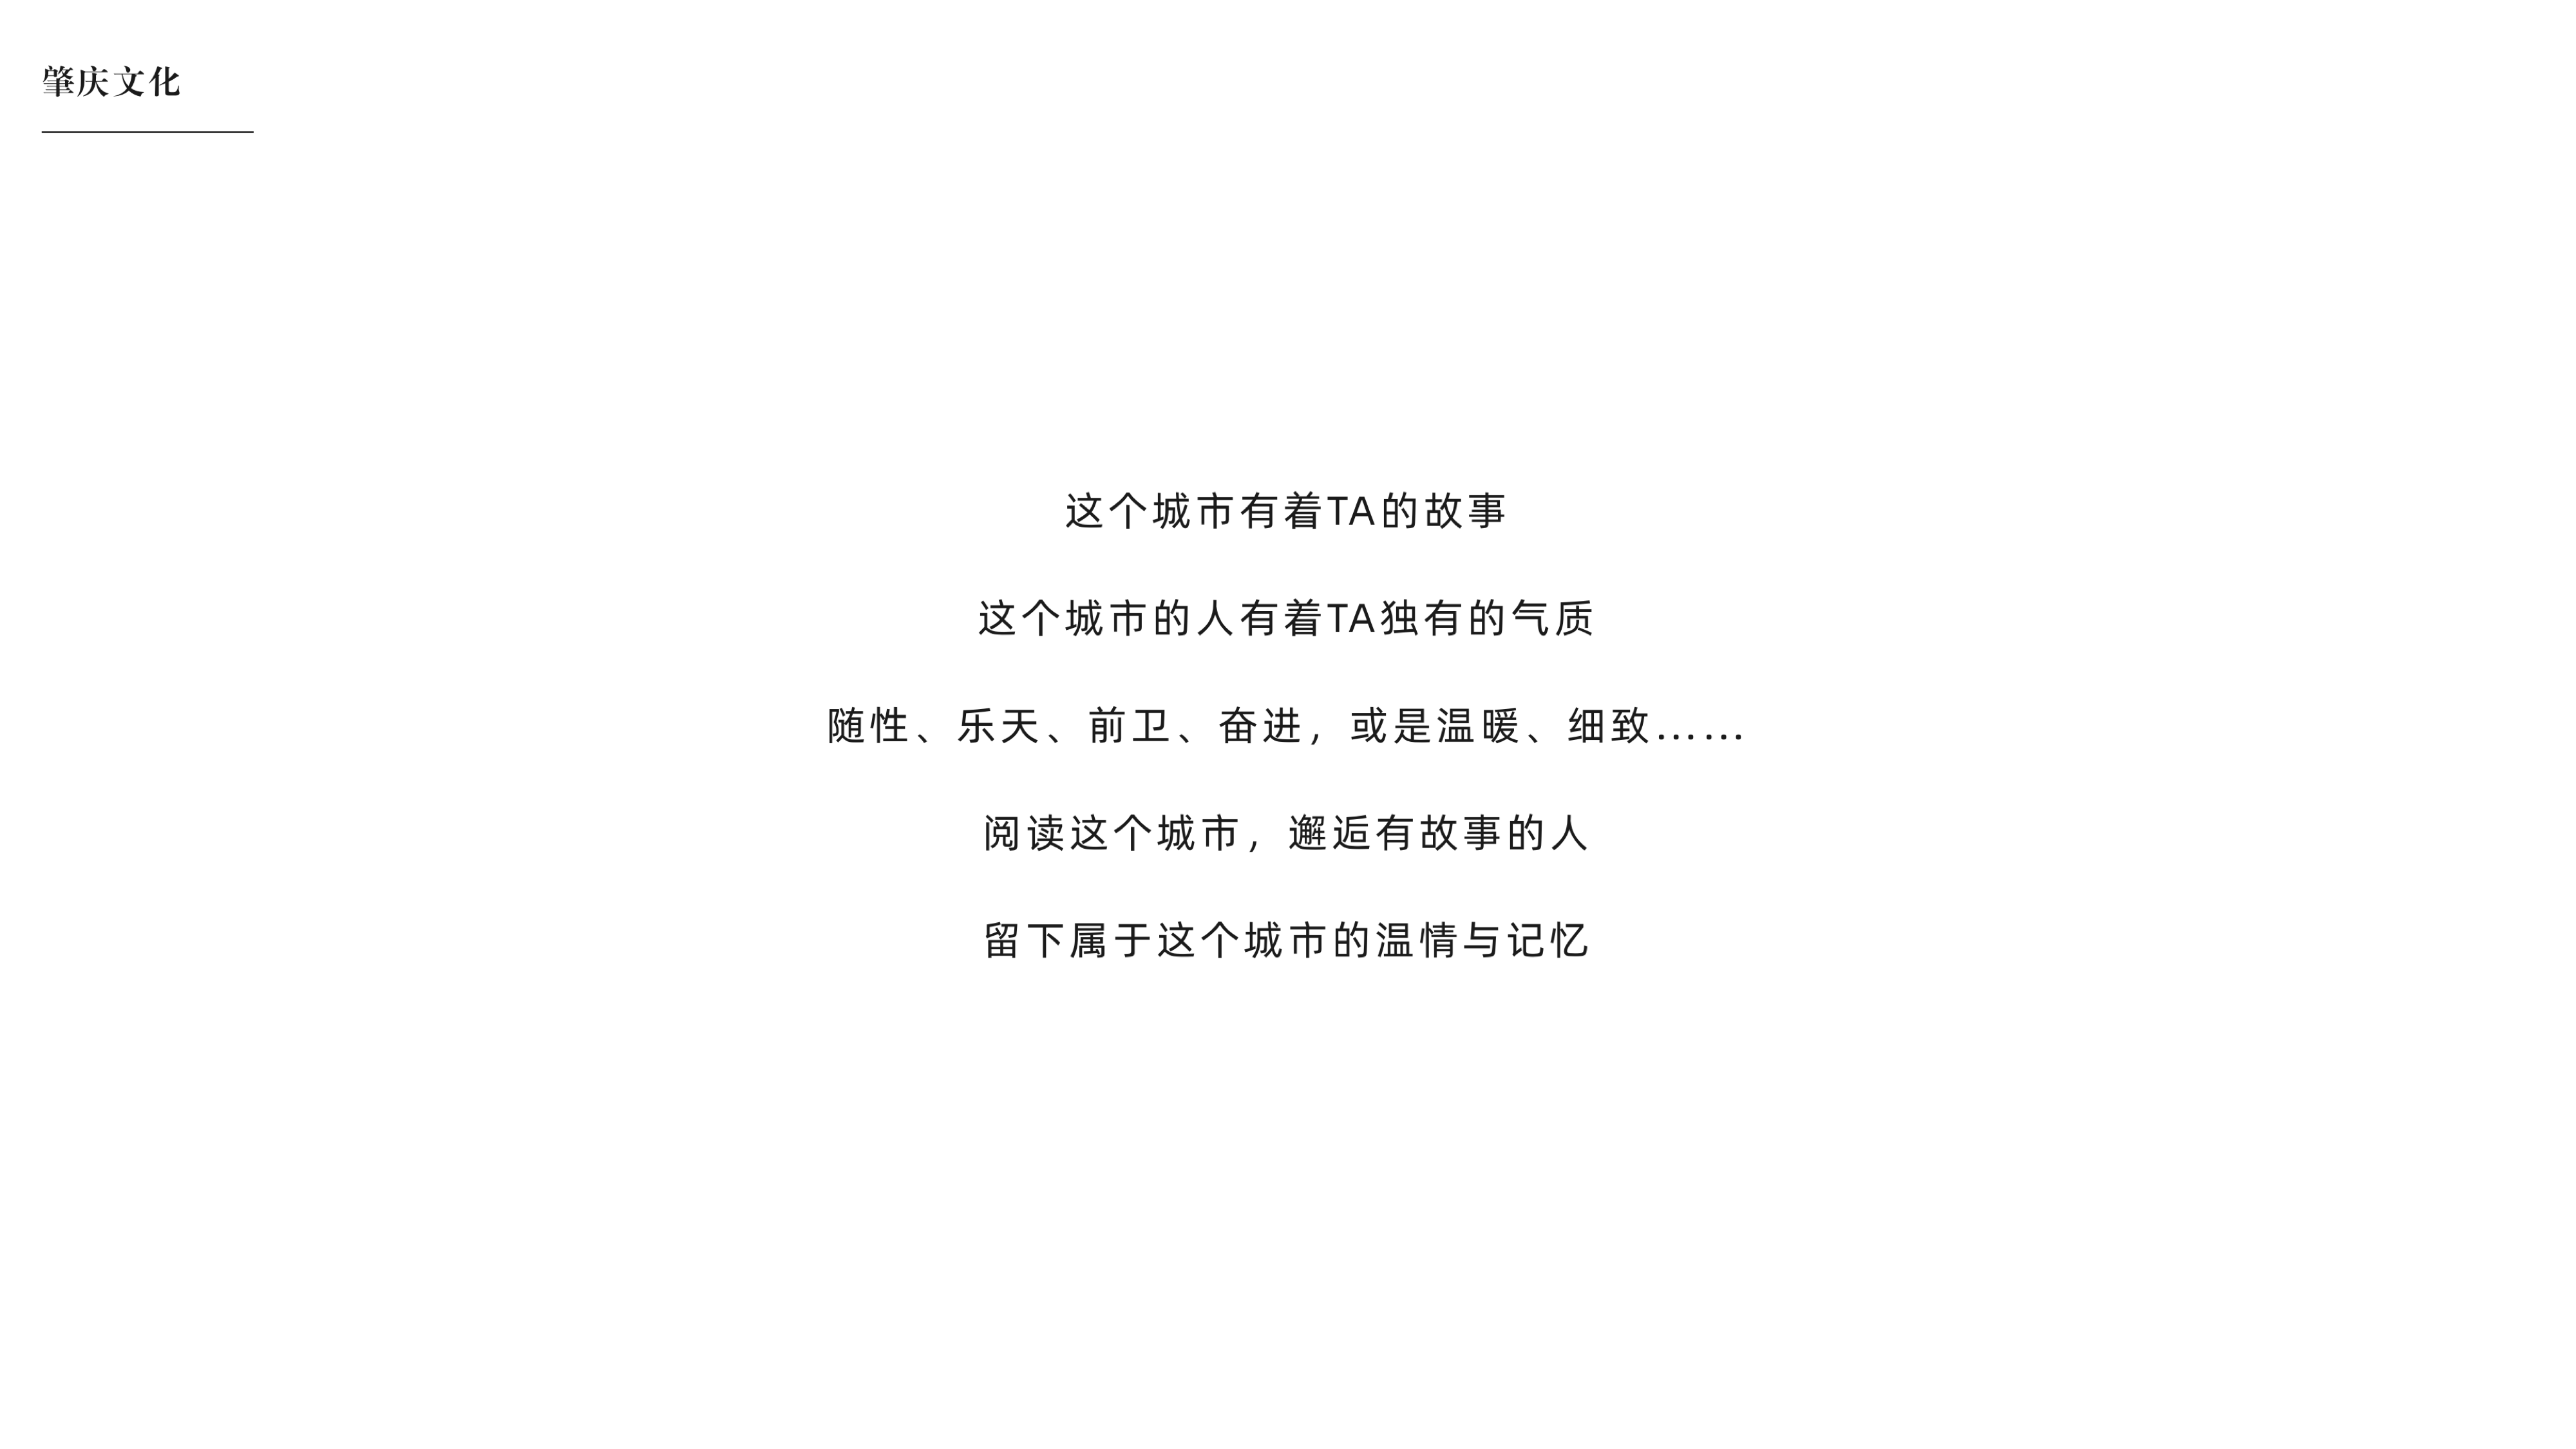 肇庆文化
这个城市有着TA的故事
这个城市的人有着TA独有的气质
随性、乐天、前卫、奋进，或是温暖、细致……
阅读这个城市，邂逅有故事的人
留下属于这个城市的温情与记忆